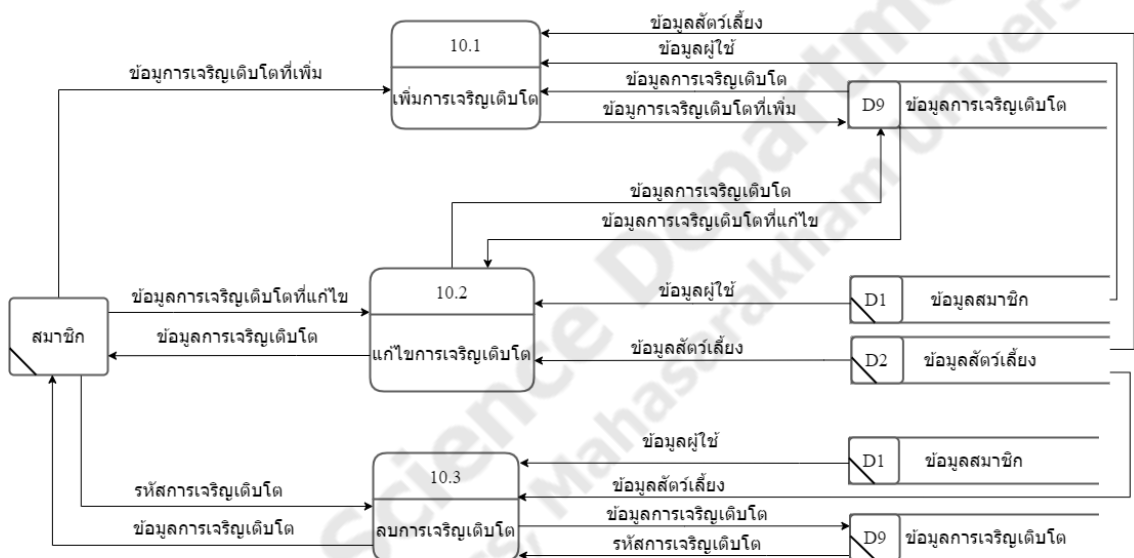 ข้อมูลสัตว์เลี้ยง
10.1
ข้อมูลผู้ใช้
ข้อมูการเจริญเติบโตที่เพิ่ม
ข้อมูลการเจริญเติบโต
เพิ่มการเจริญเติบโต
ข้อมูการเจริญเติบโตที่เพิ่ม
D9 ข้อมูลการเจริญเติบโต
ข้อมูลการเจริญเติบโต
ข้อมูลการเจริญเติบโตที่แก้ไข
10.2
ข้อมูลผู้ใช้
D1 ข้อมูลสมาชิก
ข้อมูลการเจริญเติบโตที่แก้ไข
สมาชิก
ข้อมูลการเจริญเติบโต
แก้ไขการเจริญเติบโต
ข้อมูลสัตว์เลี้ยง
D2 ข้อมูลสัตว์เลี้ยง
ข้อมูลผู้ใช้
D1 ข้อมูลสมาชิก
10.3
รหัสการเจริญเติบโต
ข้อมูลสัตว์เลี้ยง
ข้อมูลการเจริญเติบโต
ลบการเจริญเติบโต
ข้อมูลการเจริญเติบโต
รหัสการเจริญเติบโต
D9 ข้อมูลการเจริญเติบโต
Science Department
Mahasarakham Univers